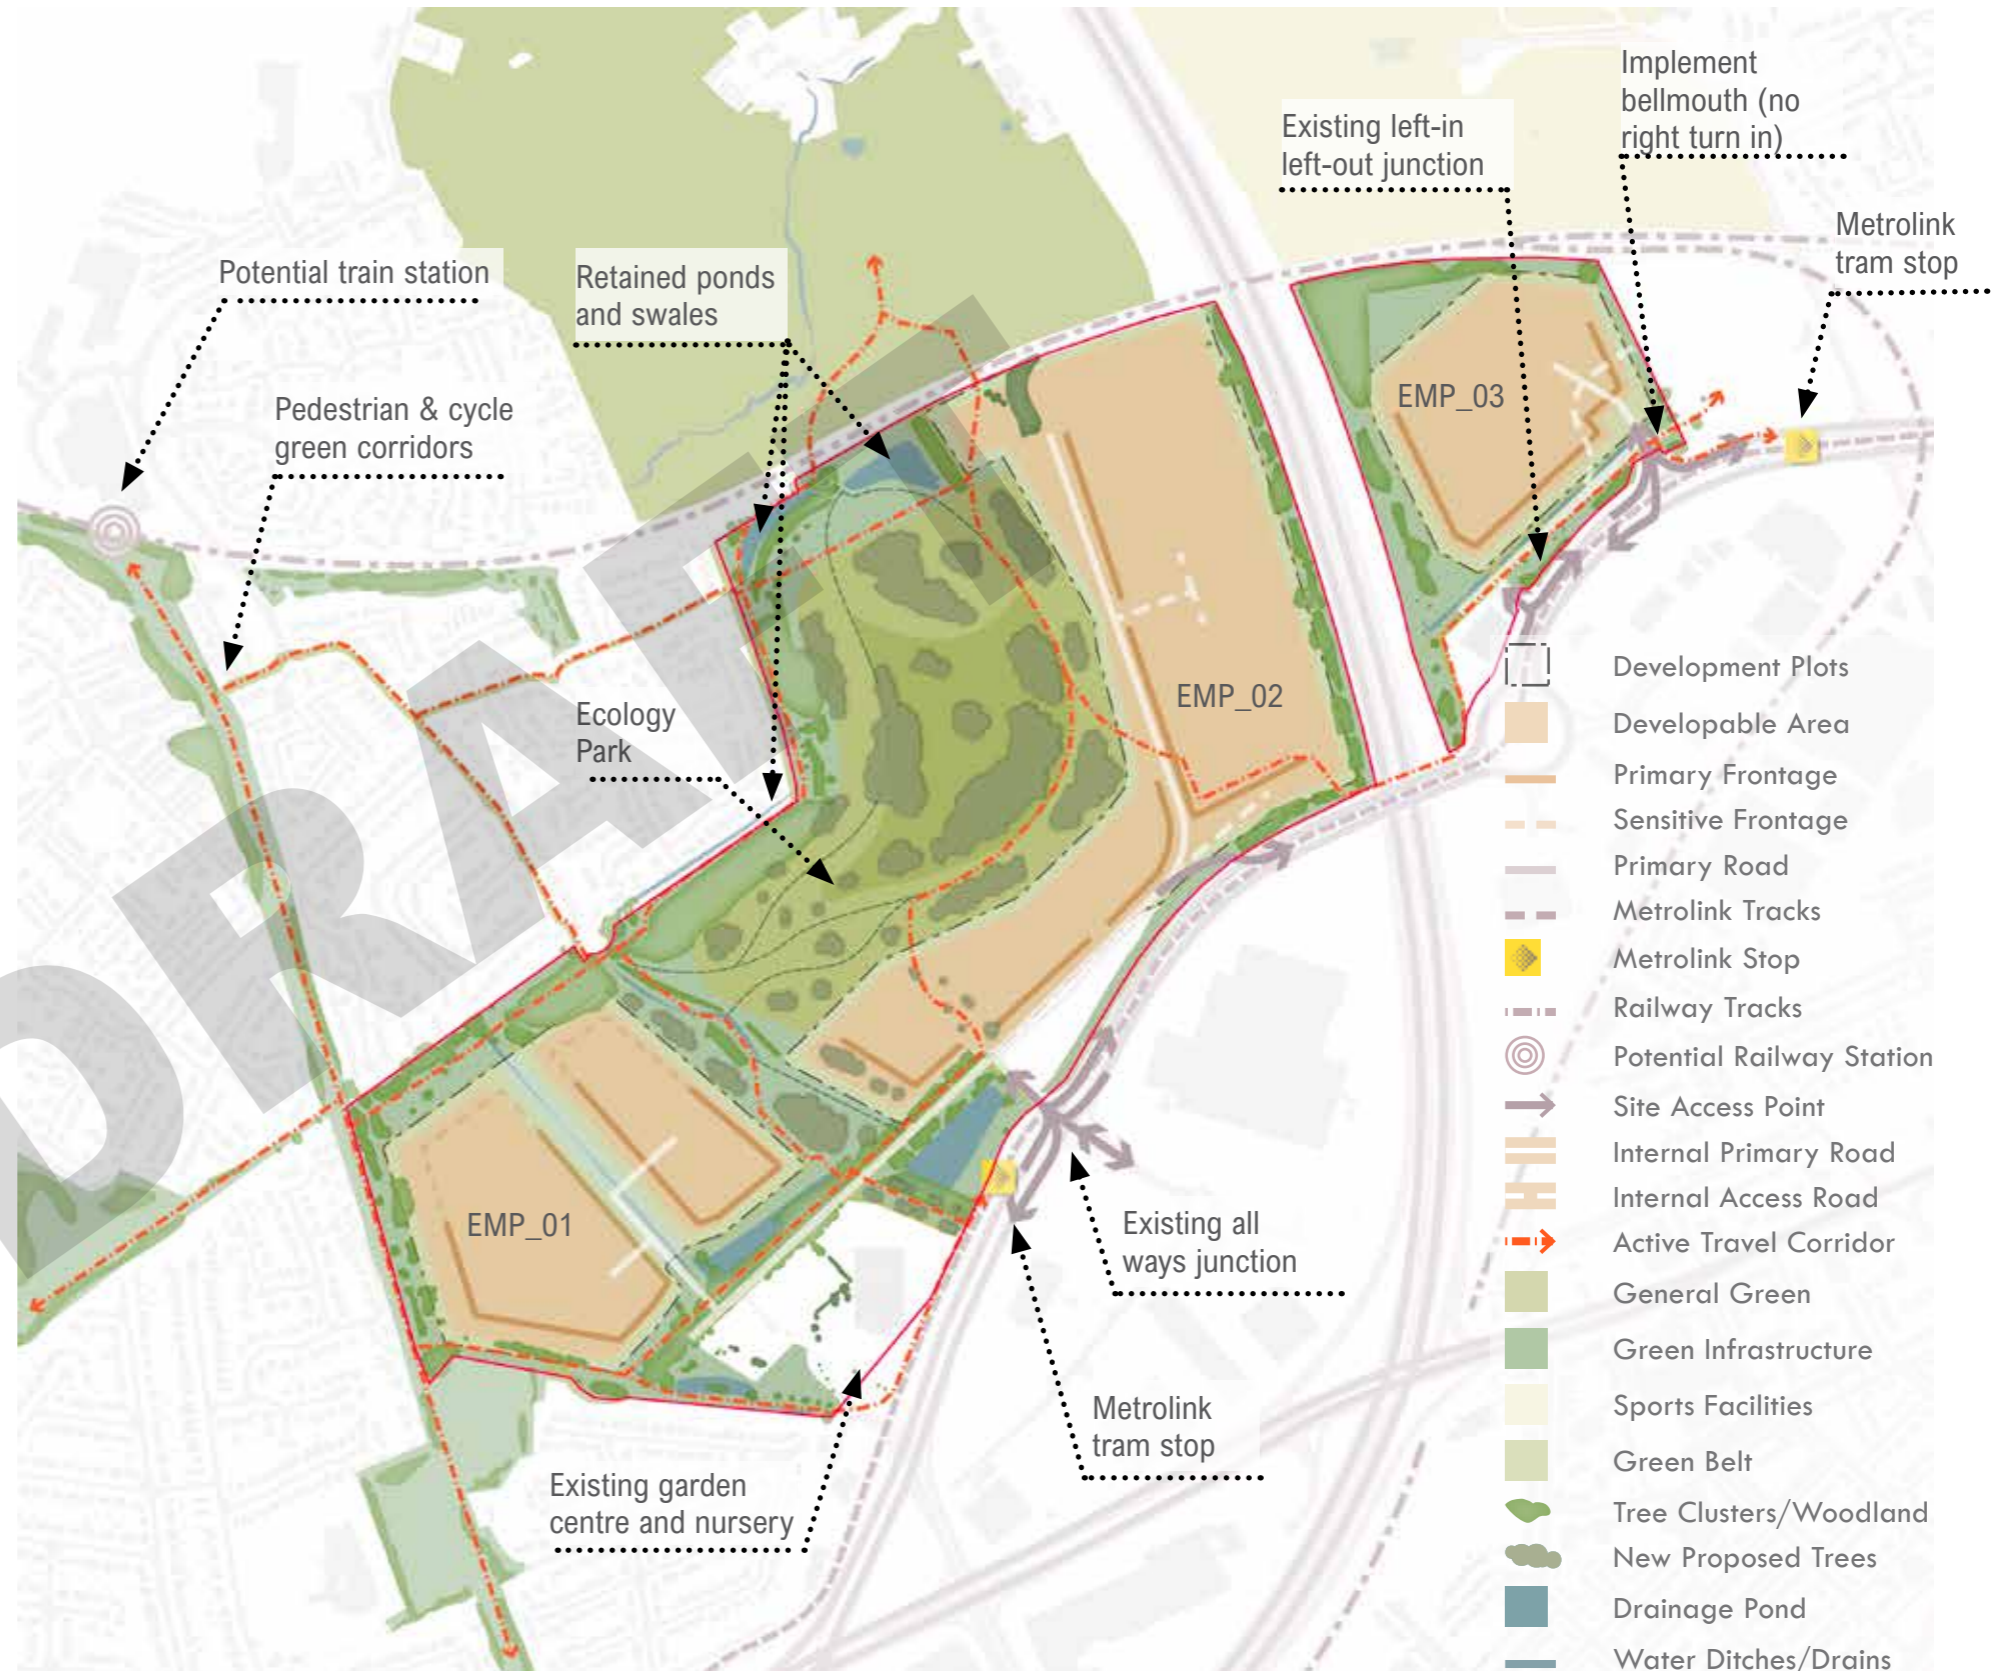 Implement
bellmouth (no
right turn in)
Existing left-in
left-out junction
Metrolink
tram stop
Potential train station
Retained ponds
and swales
Pedestrian & cycle
green corridors
EMP_03
EMP_02
Ecology
Park
EMP_01
Existing all
ways junction
Metrolink
tram stop
Existing garden
centre and nursery
DRAFT
Development Plots
Developable Area
Primary Frontage
Sensitive Frontage
Primary Road
Metrolink Tracks
Metrolink Stop
Railway Tracks
Potential Railway Station
Site Access Point
Internal Primary Road
Internal Access Road
Active Travel Corridor
General Green
Green Infrastructure
Sports Facilities
Green Belt
Tree Clusters/Woodland
New Proposed Trees
Drainage Pond
Water Ditches/Drains